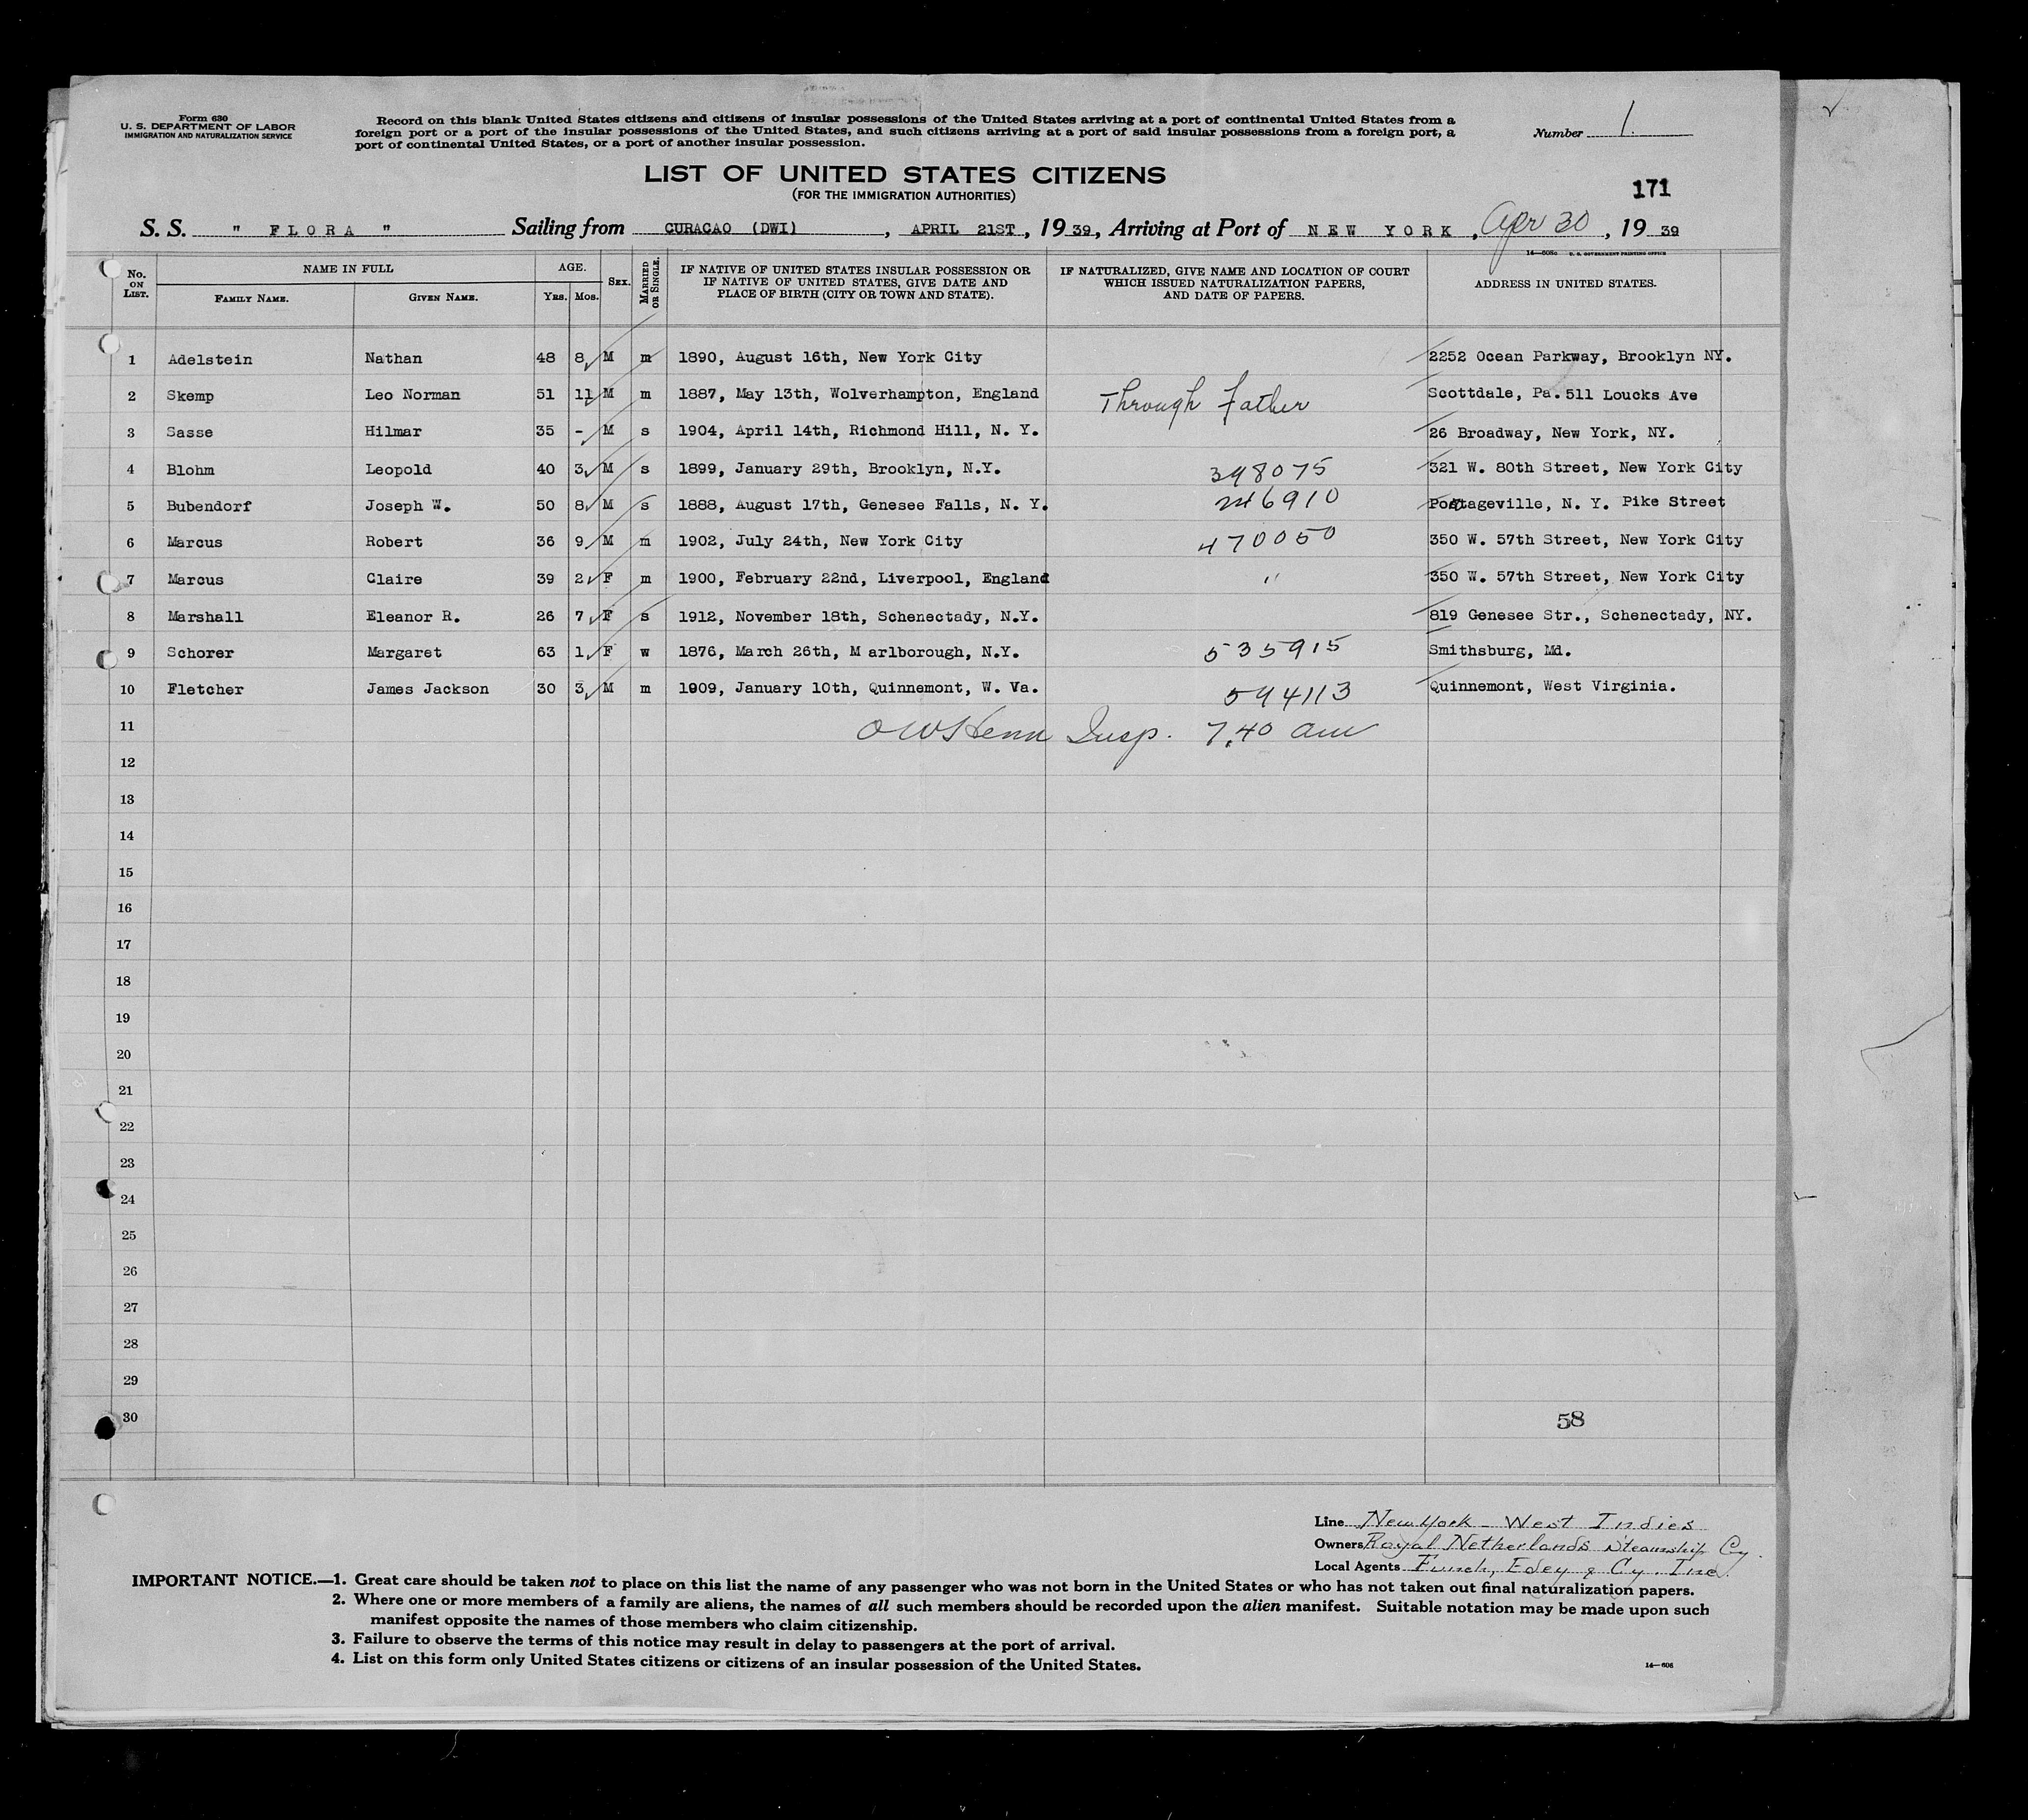 Form 630
U. S. DEPARTMENT OF LABOR
IMMIGRATION AND NATURALIZATION SERVICE
Record on this blank United States citizens and citizens of insular possessions of the United States arriving at a port of continental United States from a
foreign port or a port of the insular possessions of the United States, and such citizens arriving at a port of said insular possessions from a foreign port, a
port of continental United States, or a port of another insular possession.
Number 1.
LIST OF UNITED STATES CITIZENS
(FOR THE IMMIGRATION AUTHORITIES)
171
S. S. " FLORA " Sailing from CURACAO (DWI), APRIL 21ST, 1939, Arriving at Port of NEW YORK, Apr 30, 1939
14—608c U. S. GOVERNMENT PRINTING OFFICE
No. ON LIST. NAME IN FULL FAMILY NAME. GIVEN NAME. AGE. YRS. MOS. SEX. MARRIED OR SINGLE. IF NATIVE OF UNITED STATES INSULAR POSSESSION OR IF NATIVE OF UNITED STATES, GIVE DATE AND PLACE OF BIRTH (CITY OR TOWN AND STATE). IF NATURALIZED, GIVE NAME AND LOCATION OF COURT WHICH ISSUED NATURALIZATION PAPERS, AND DATE OF PAPERS. ADDRESS IN UNITED STATES.
1 Adelstein Nathan 48 8 M m 1890, August 16th, New York City 2252 Ocean Parkway, Brooklyn NY.
2 Skemp Leo Norman 51 11 M m 1887, May 13th, Wolverhampton, England Through father Scottdale, Pa. 511 Loucks Ave
3 Sasse Hilmar 35 - M s 1904, April 14th, Richmond Hill, N. Y. 26 Broadway, New York, NY.
4 Blohm Leopold 40 3 M s 1899, January 29th, Brooklyn, N.Y. 398075 321 W. 80th Street, New York City
5 Bubendorf Joseph W. 50 8 M s 1888, August 17th, Genesee Falls, N. Y. 6910 Portageville, N. Y. Pike Street
6 Marcus Robert 36 9 M m 1902, July 24th, New York City 470050 350 W. 57th Street, New York City
7 Marcus Claire 39 2 F m 1900, February 22nd, Liverpool, England " 350 W. 57th Street, New York City
8 Marshall Eleanor R. 26 7 F s 1912, November 18th, Schenectady, N.Y. 819 Genesee Str., Schenectady, NY.
9 Schorer Margaret 63 1 F w 1876, March 26th, M arlborough, N.Y. 535915 Smithsburg, Md.
10 Fletcher James Jackson 30 3 M m 1909, January 10th, Quinnemont, W. Va. 594113 Quinnemont, West Virginia.
11 Insp. 7.40 am
12
13
14
15
16
17
18
19
20
21
22
23
24
25
26
27
28
29
30 58
Line New York - West Indies
Owners Royal Netherlands Steamship Cy.
Local Agents Funch, Edey & Cy. Inc.
IMPORTANT NOTICE.—1. Great care should be taken not to place on this list the name of any passenger who was not born in the United States or who has not taken out final naturalization papers.
2. Where one or more members of a family are aliens, the names of all such members should be recorded upon the alien manifest. Suitable notation may be made upon such
manifest opposite the names of those members who claim citizenship.
3. Failure to observe the terms of this notice may result in delay to passengers at the port of arrival.
4. List on this form only United States citizens or citizens of an insular possession of the United States.
14—608